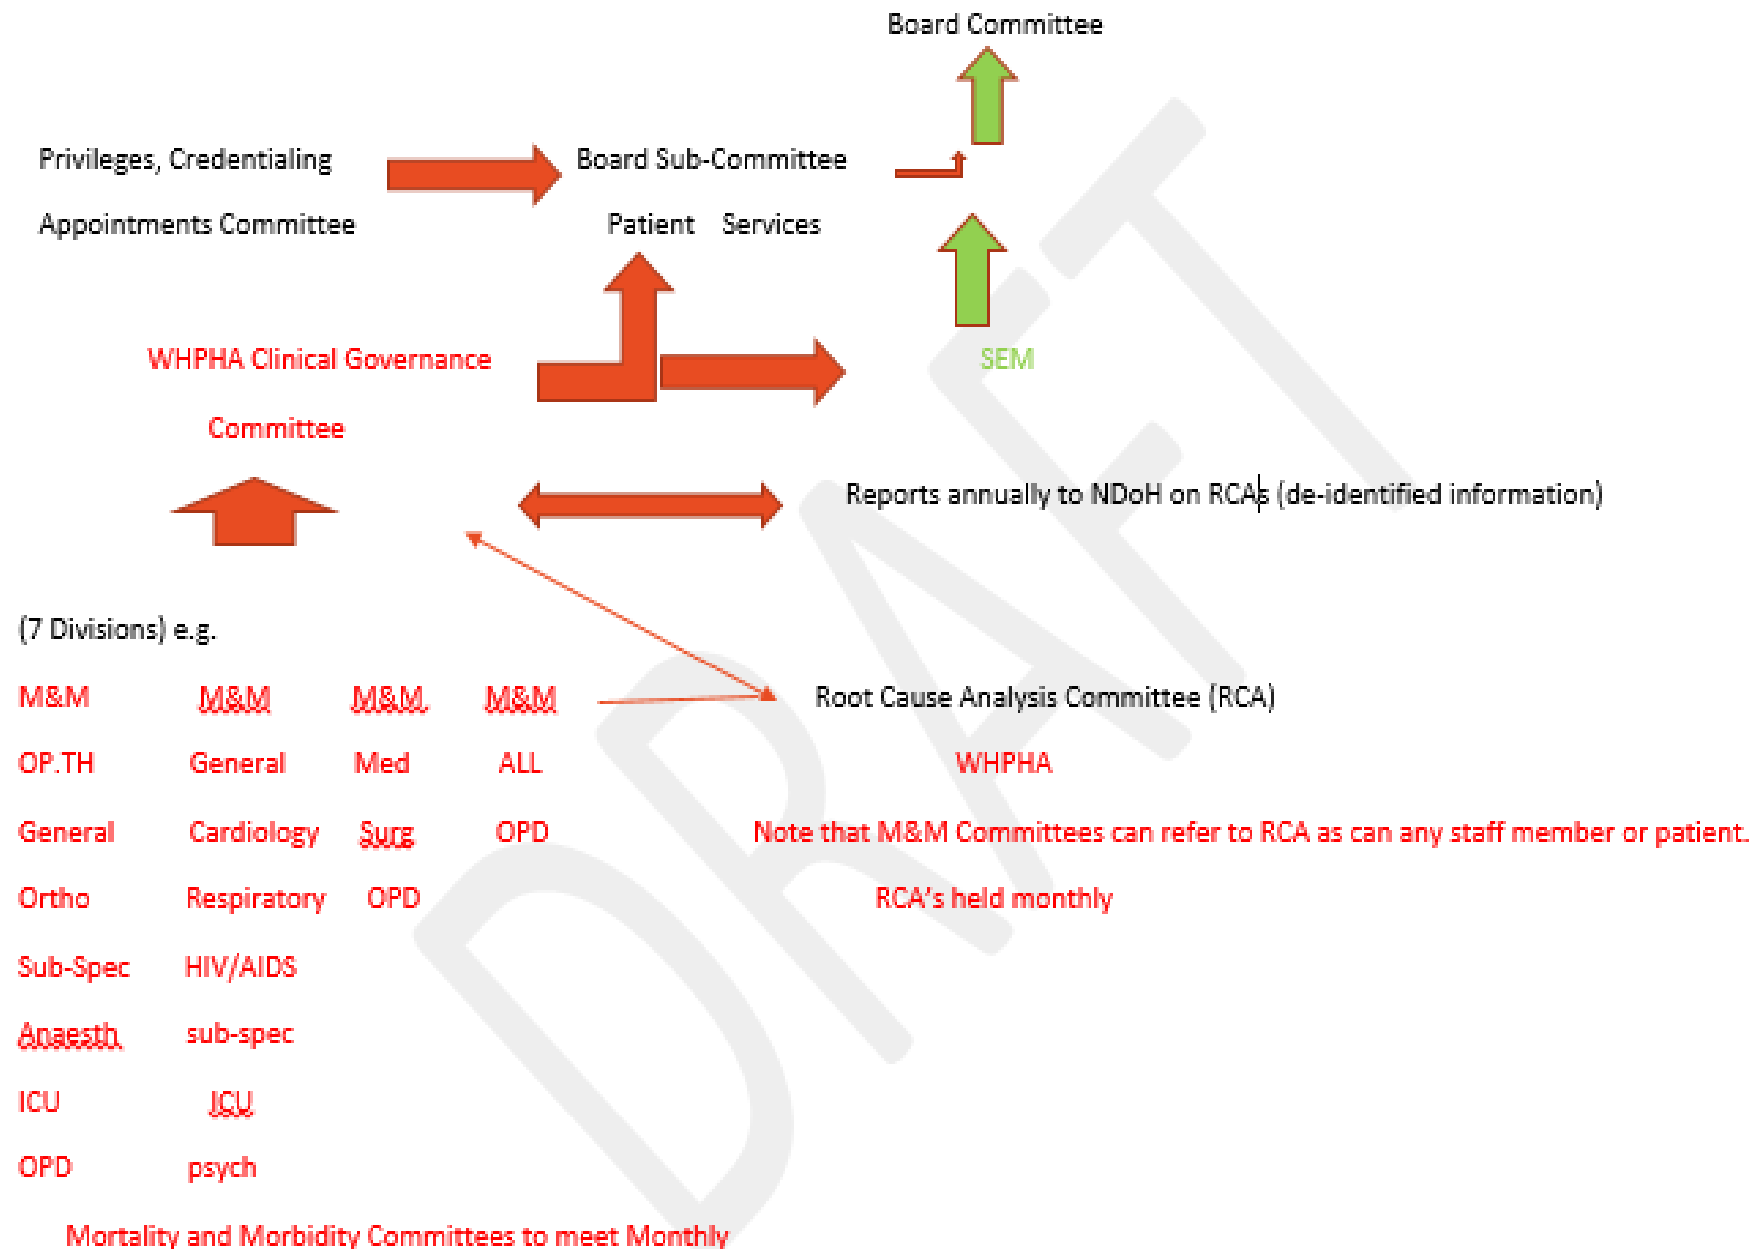 Board Committee
Privileges, Credentialing Board Sub-Committee
Appointments Committee Patient Services
WHPHA Clinical Governance SEM
Committee
Reports annually to NDoH on RCAs (de-identified information)
(7 Divisions) e.g.
M&M M&M M&M M&M Root Cause Analysis Committee (RCA)
OP.TH General Med ALL WHPHA
General Cardiology Surg OPD Note that M&M Committees can refer to RCA as can any staff member or patient.
Ortho Respiratory OPD RCA's held monthly
Sub-Spec HIV/AIDS
Anaesth sub-spec
ICU ICU
OPD psych
Mortality and Morbidity Committees to meet Monthly
DRAFT